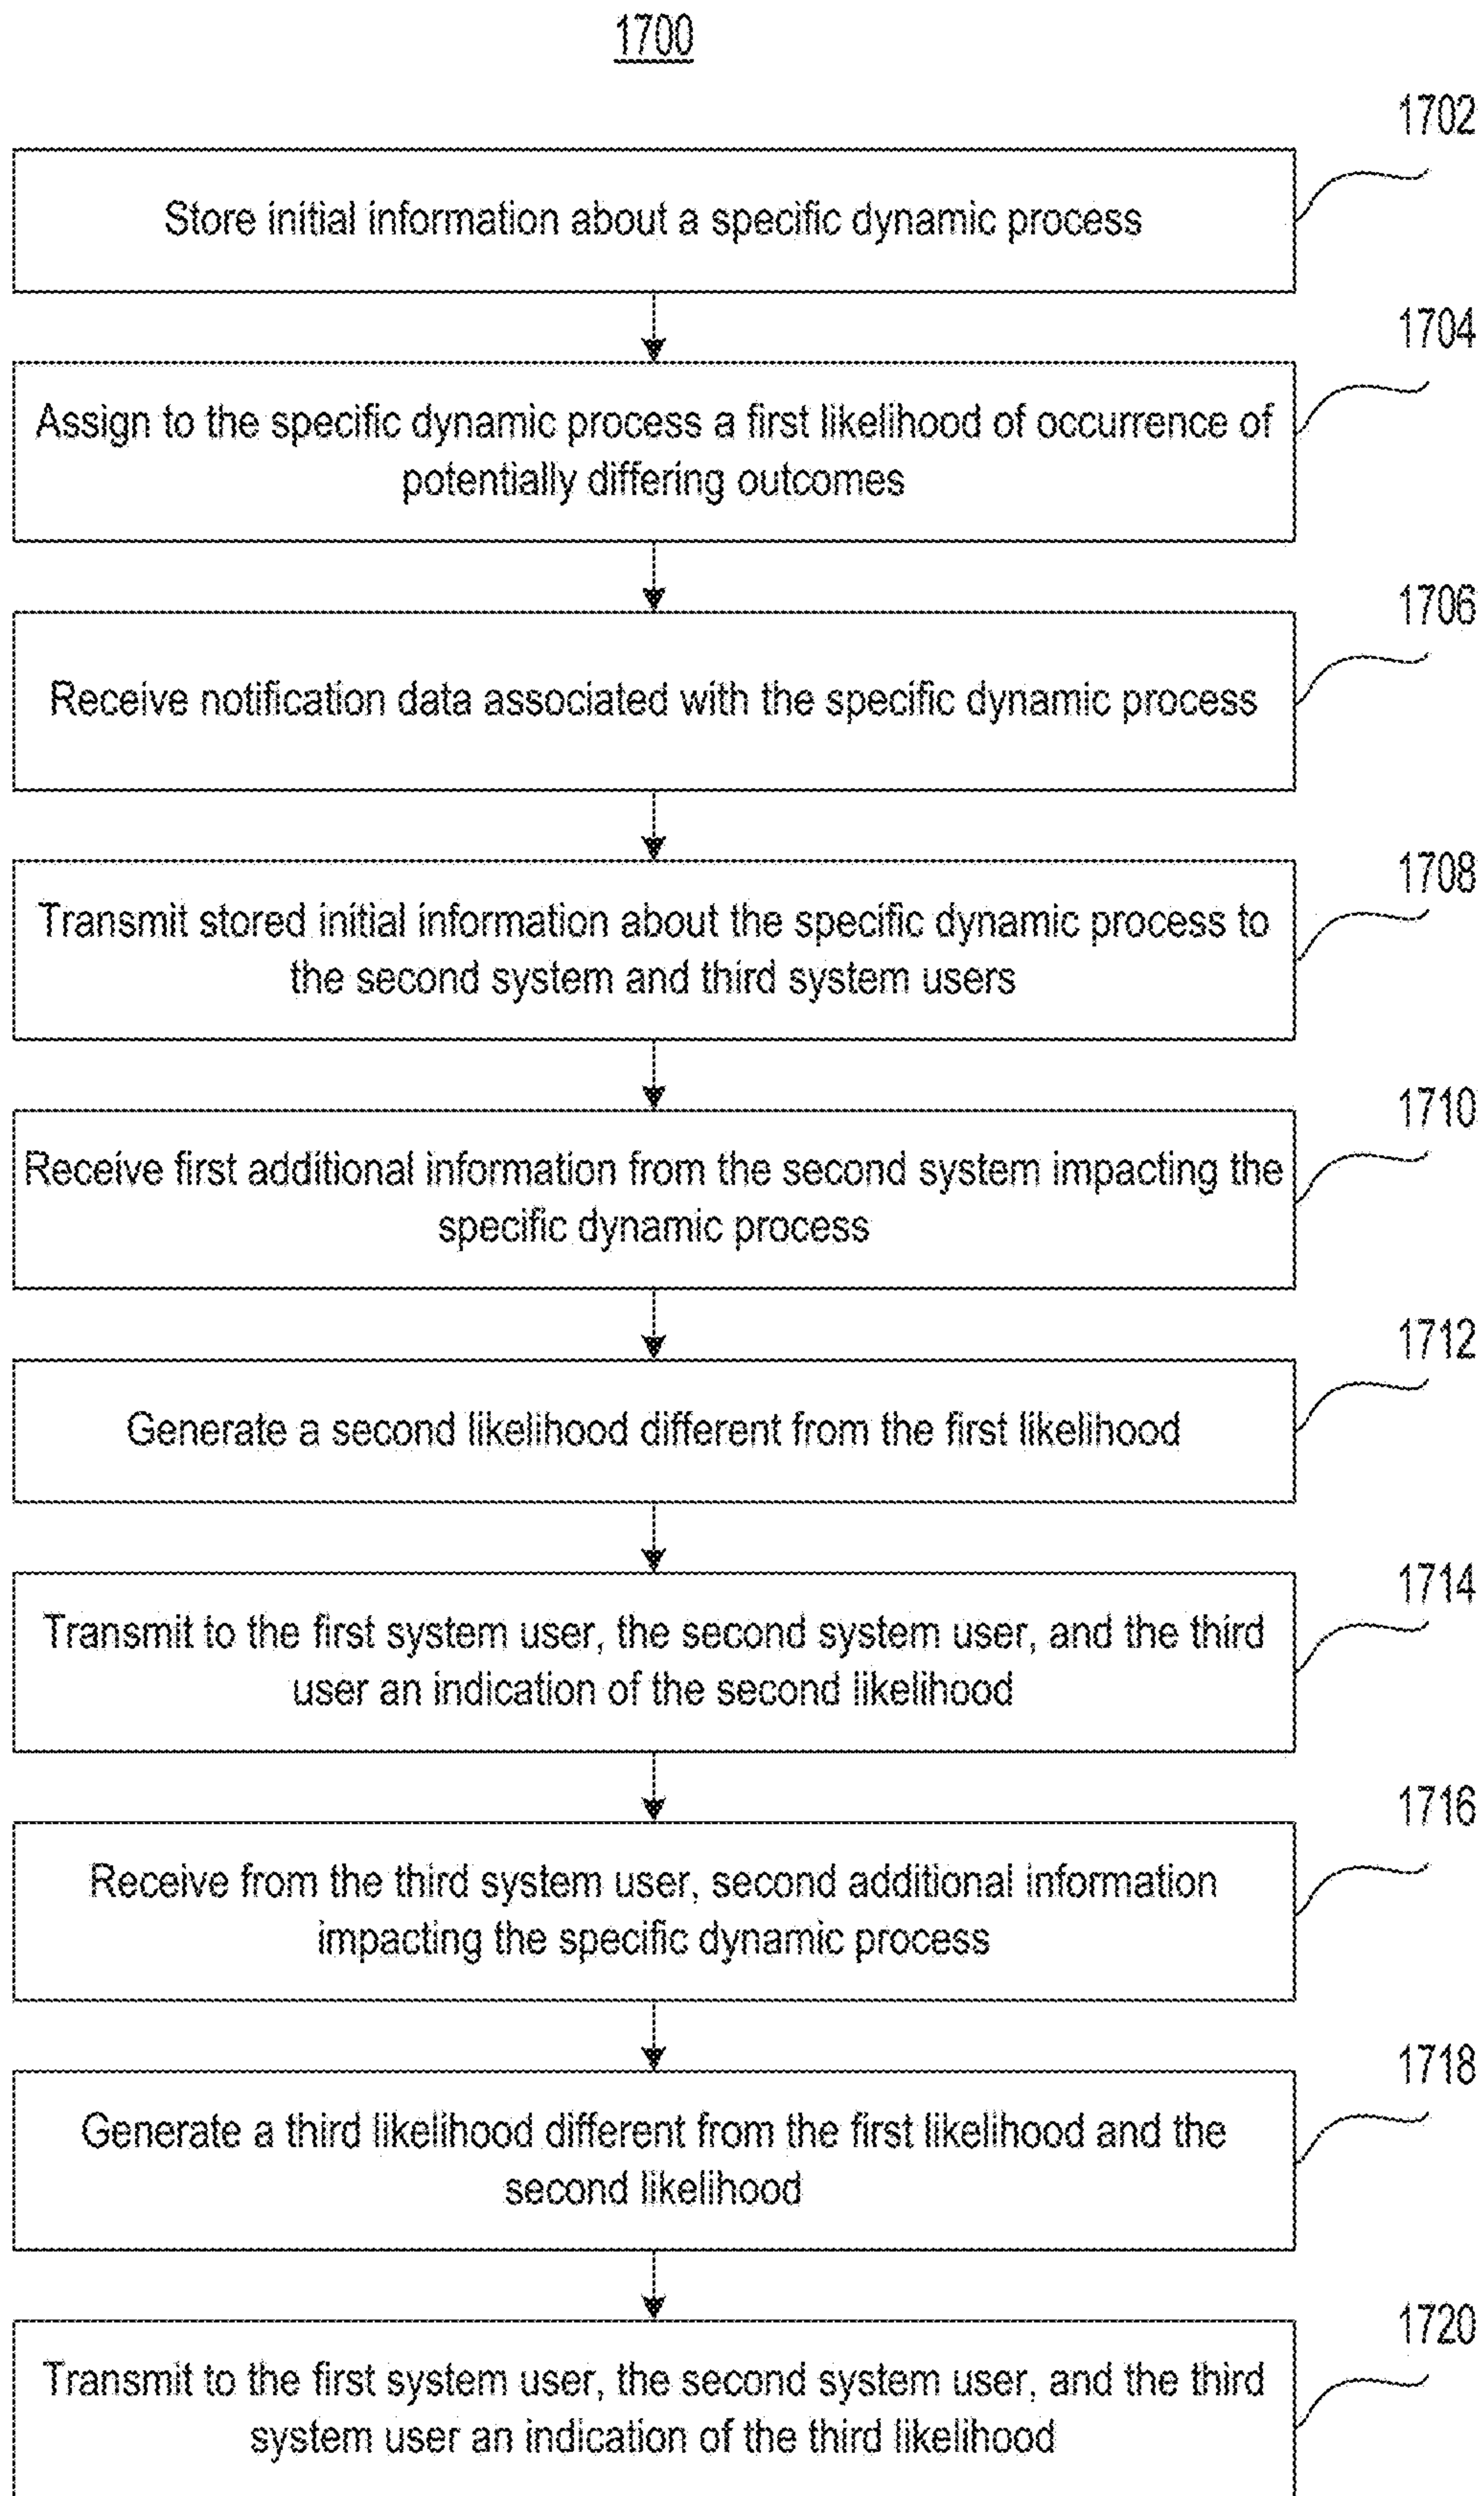 1700
1702
Store initial information about a specific dynamic process
1704
Assign to the specific dynamic process a first likelihood of occurrence of
potentially differing outcomes
1706
Receive notification data associated with the specific dynamic process
1708
Transmit stored initial information about the specific dynamic process to
the second system and third system users
1710
Receive first additional information from the second system impacting the
specific dynamic process
1712
Generate a second likelihood different from the first likelihood
1714
Transmit to the first system user, the second system user, and the third
user an indication of the second likelihood
1716
Receive from the third system user, second additional information
impacting the specific dynamic process
1718
Generate a third likelihood different from the first likelihood and the
second likelihood
1720
Transmit to the first system user, the second system user, and the third
system user an indication of the third likelihood